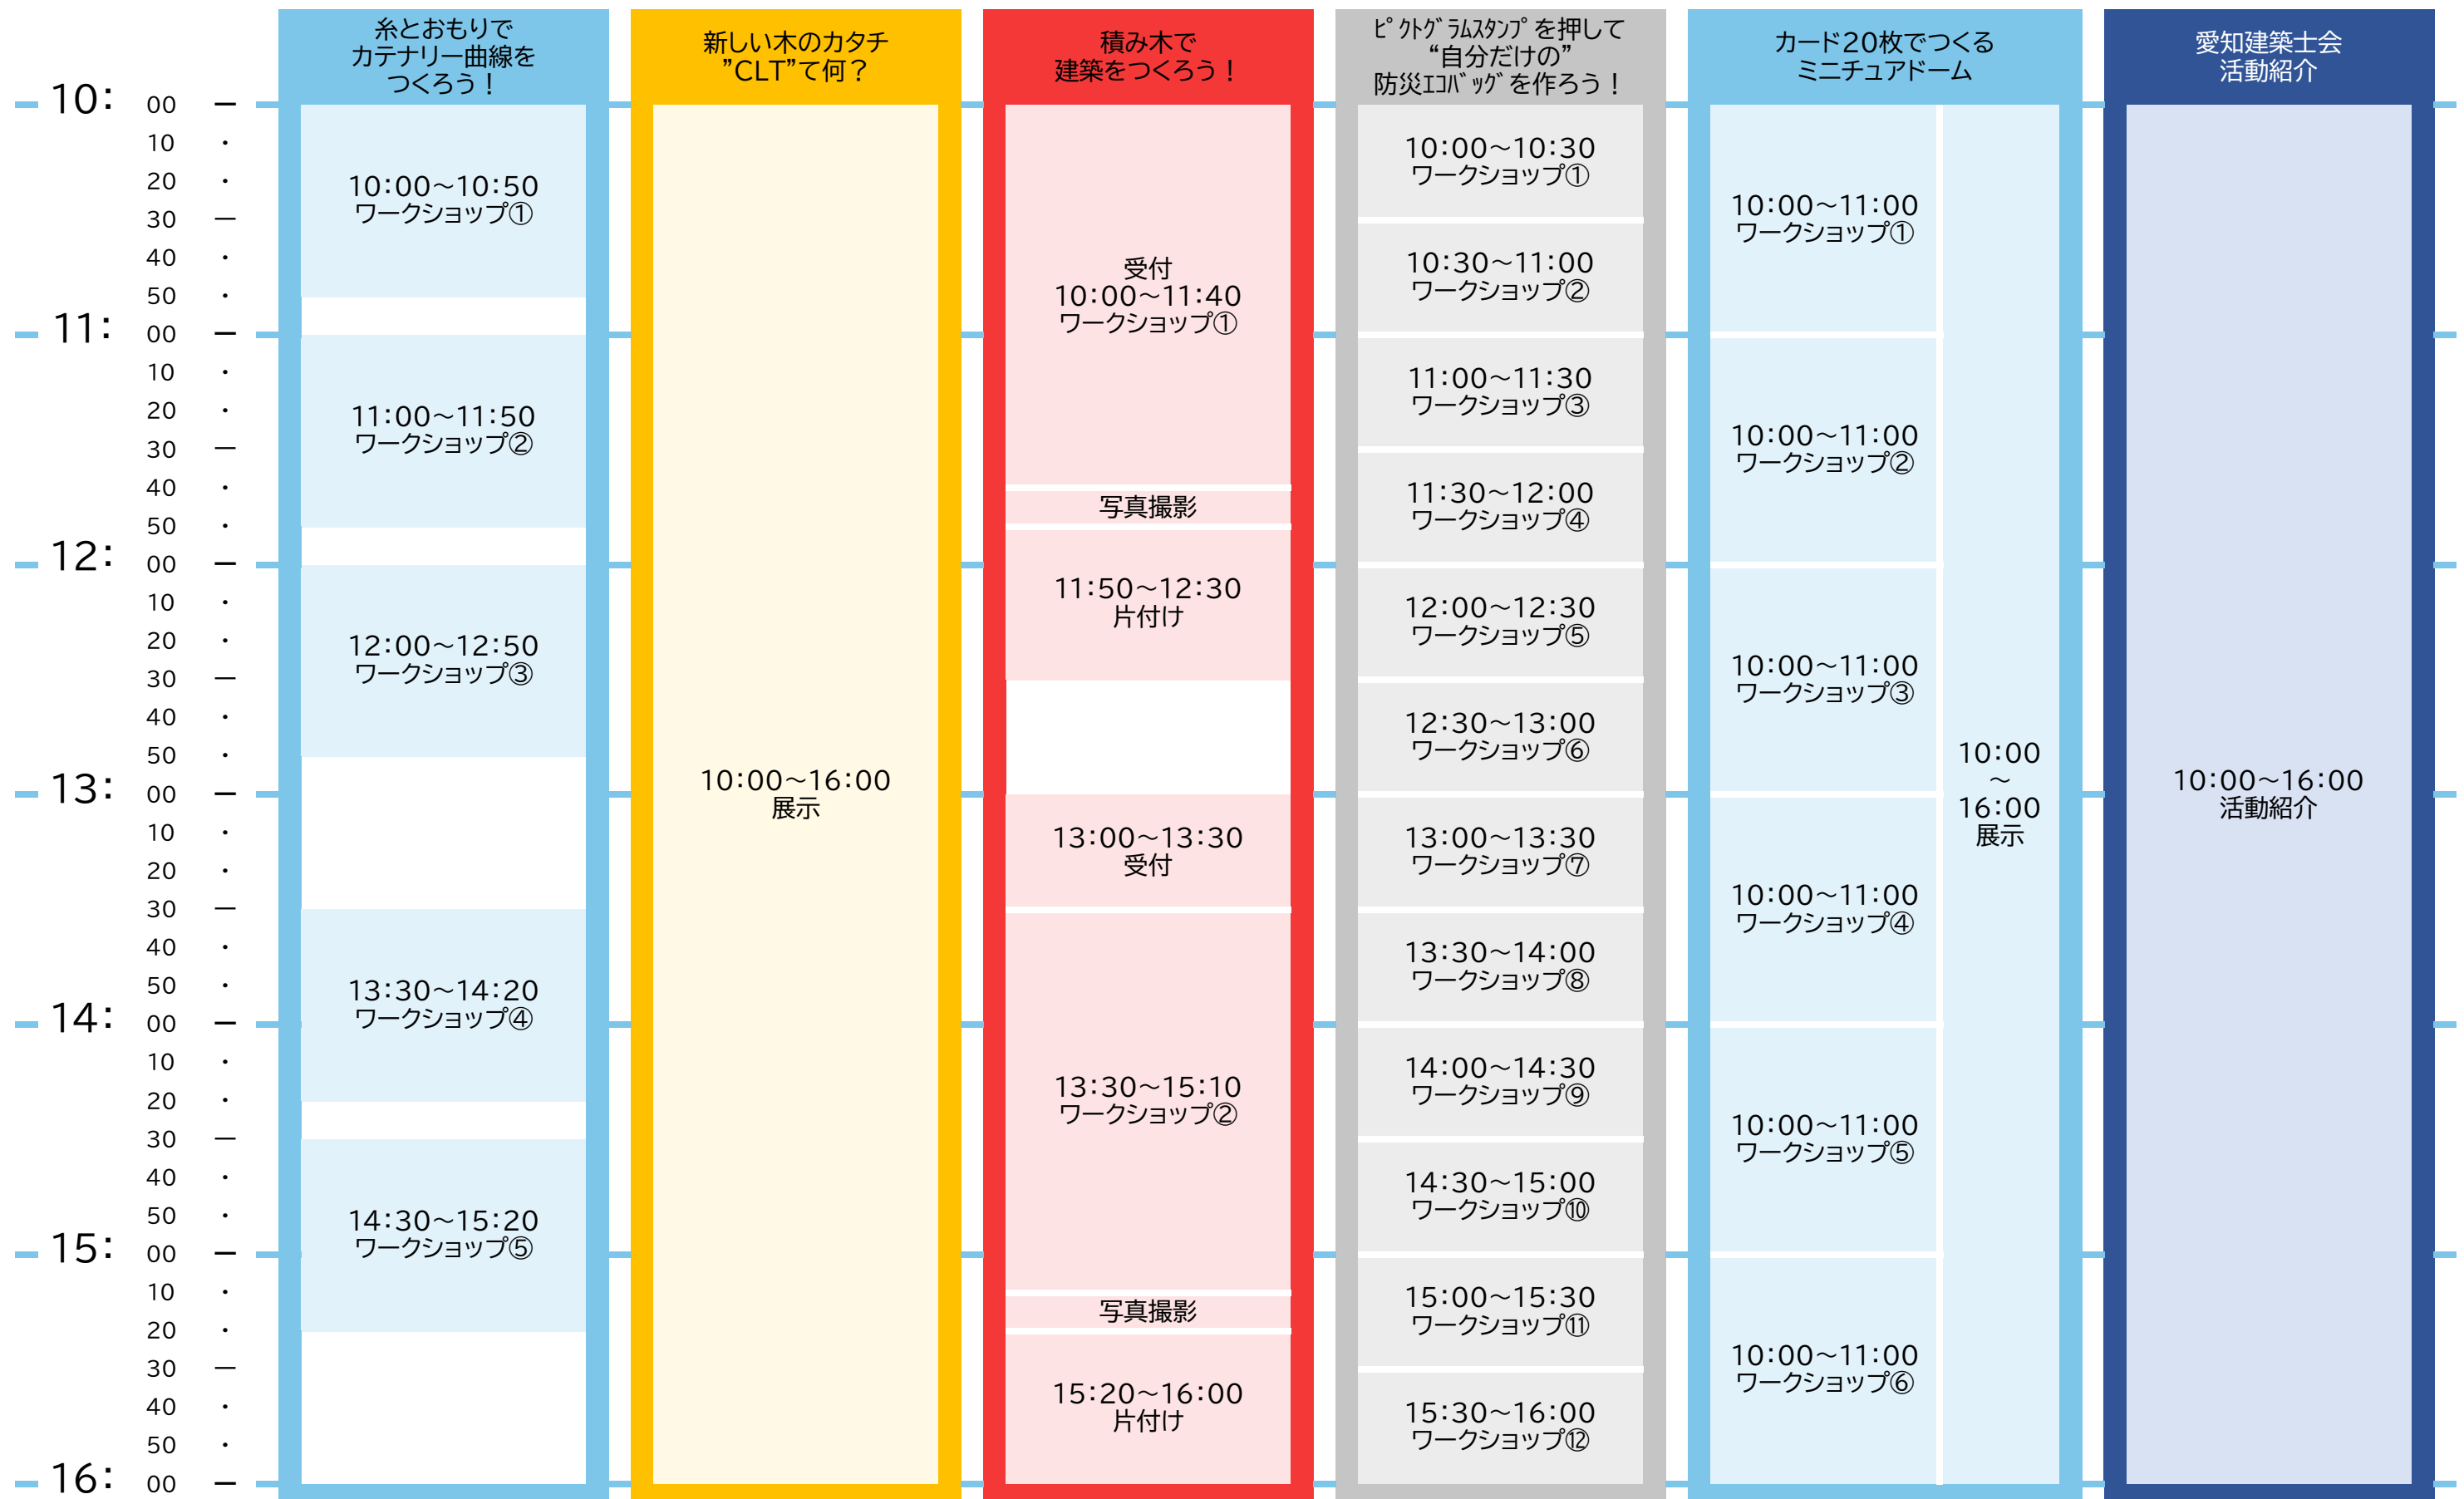 糸とおもりで
カテナリー曲線を
つくろう！
新しい木のカタチ
”CLT”て何？
積み木で
建築をつくろう！
ﾋﾟｸﾄｸﾞﾗﾑｽﾀﾝﾌﾟを押して
“自分だけの”
防災ｴｺﾊﾞｯｸﾞを作ろう！
カード20枚でつくる
ミニチュアドーム
愛知建築士会
活動紹介
10： 00 ー
10 ・
20 ・
30 ー
40 ・
50 ・
11： 00 ー
10 ・
20 ・
30 ー
40 ・
50 ・
12： 00 ー
10 ・
20 ・
30 ー
40 ・
50 ・
13： 00 ー
10 ・
20 ・
30 ー
40 ・
50 ・
14： 00 ー
10 ・
20 ・
30 ー
40 ・
50 ・
15： 00 ー
10 ・
20 ・
30 ー
40 ・
50 ・
16： 00 ー
10：00～10：50
ワークショップ①
11：00～11：50
ワークショップ②
12：00～12：50
ワークショップ③
13：30～14：20
ワークショップ④
14：30～15：20
ワークショップ⑤
10：00～16：00
展示
受付
10：00～11：40
ワークショップ①
写真撮影
11：50～12：30
片付け
13：00～13：30
受付
13：30～15：10
ワークショップ②
写真撮影
15：20～16：00
片付け
10：00～10：30
ワークショップ①
10：30～11：00
ワークショップ②
11：00～11：30
ワークショップ③
11：30～12：00
ワークショップ④
12：00～12：30
ワークショップ⑤
12：30～13：00
ワークショップ⑥
13：00～13：30
ワークショップ⑦
13：30～14：00
ワークショップ⑧
14：00～14：30
ワークショップ⑨
14：30～15：00
ワークショップ⑩
15：00～15：30
ワークショップ⑪
15：30～16：00
ワークショップ⑫
10：00～11：00
ワークショップ①
10：00～11：00
ワークショップ②
10：00～11：00
ワークショップ③
10：00～11：00
ワークショップ④
10：00～11：00
ワークショップ⑤
10：00～11：00
ワークショップ⑥
10：00
～
16：00
展示
10：00～16：00
活動紹介